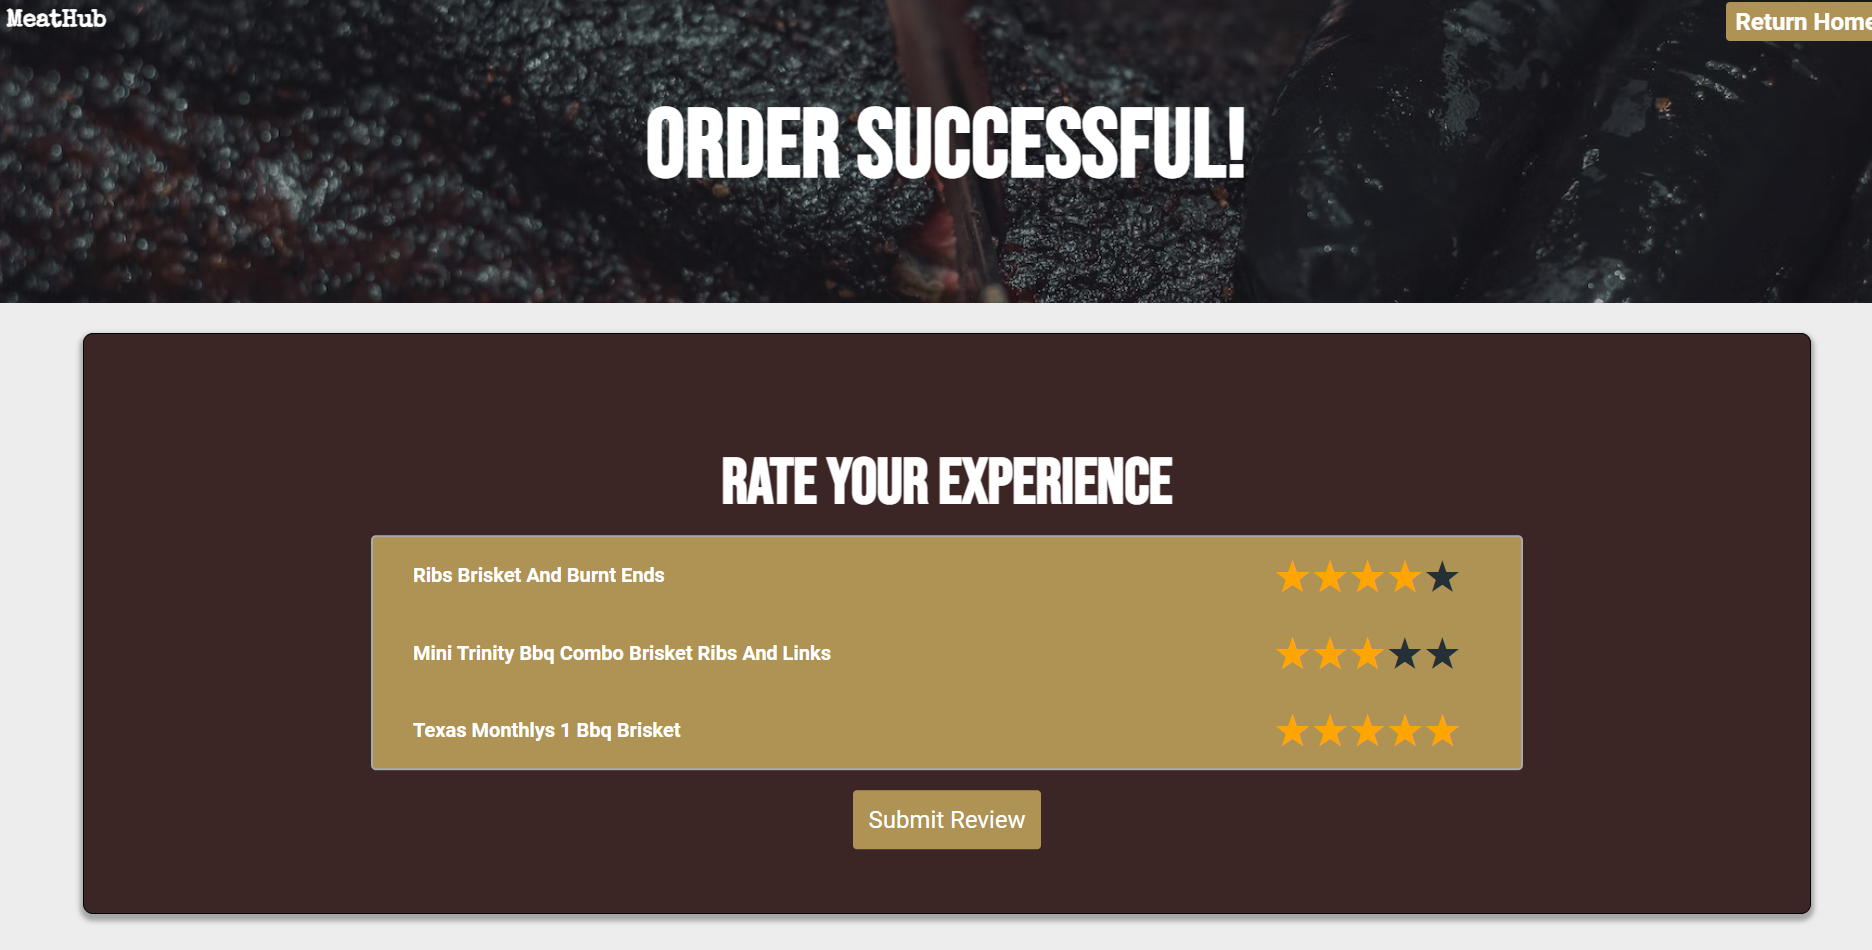 MeatHub
Return Home
ORDER SUCCESSFUL!
RATE YOUR EXPERIENCE
Ribs Brisket And Burnt Ends
Mini Trinity Bbq Combo Brisket Ribs And Links
Texas Monthlys 1 Bbq Brisket
Submit Review